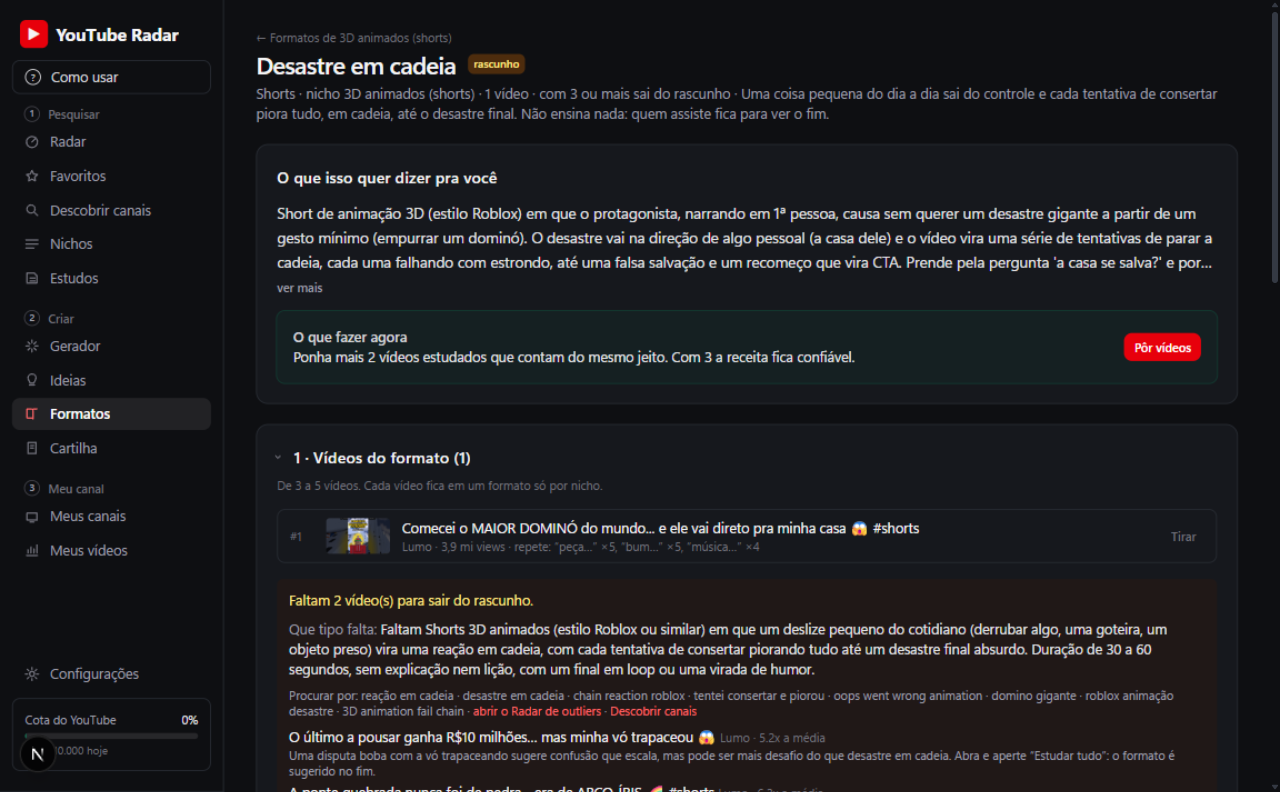 YouTube Radar
? Como usar
1 Pesquisar
Radar
Favoritos
Descobrir canais
Nichos
Estudos
2 Criar
Gerador
Ideias
Formatos
Cartilha
3 Meu canal
Meus canais
Meus vídeos
Configurações
Cota do YouTube 0%
0.000 hoje
N
← Formatos de 3D animados (shorts)
Desastre em cadeia rascunho
Shorts · nicho 3D animados (shorts) · 1 vídeo · com 3 ou mais sai do rascunho · Uma coisa pequena do dia a dia sai do controle e cada tentativa de consertar
piora tudo, em cadeia, até o desastre final. Não ensina nada: quem assiste fica para ver o fim.
O que isso quer dizer pra você
Short de animação 3D (estilo Roblox) em que o protagonista, narrando em 1ª pessoa, causa sem querer um desastre gigante a partir de um
gesto mínimo (empurrar um dominó). O desastre vai na direção de algo pessoal (a casa dele) e o vídeo vira uma série de tentativas de parar a
cadeia, cada uma falhando com estrondo, até uma falsa salvação e um recomeço que vira CTA. Prende pela pergunta 'a casa se salva?' e por...
ver mais
O que fazer agora
Ponha mais 2 vídeos estudados que contam do mesmo jeito. Com 3 a receita fica confiável.
Pôr vídeos
1 · Vídeos do formato (1)
De 3 a 5 vídeos. Cada vídeo fica em um formato só por nicho.
#1
Comecei o MAIOR DOMINÓ do mundo... e ele vai direto pra minha casa 😱 #shorts
Lumo · 3,9 mi views · repete: "peça..." ×5, "bum..." ×5, "música..." ×4
Tirar
Faltam 2 vídeo(s) para sair do rascunho.
Que tipo falta: Faltam Shorts 3D animados (estilo Roblox ou similar) em que um deslize pequeno do cotidiano (derrubar algo, uma goteira, um
objeto preso) vira uma reação em cadeia, com cada tentativa de consertar piorando tudo até um desastre final absurdo. Duração de 30 a 60
segundos, sem explicação nem lição, com um final em loop ou uma virada de humor.
Procurar por: reação em cadeia · desastre em cadeia · chain reaction roblox · tentei consertar e piorou · oops went wrong animation · domino gigante · roblox animação
desastre · 3D animation fail chain · abrir o Radar de outliers · Descobrir canais
O último a pousar ganha R$10 milhões... mas minha vó trapaceou 😱 Lumo · 5.2x a média
Uma disputa boba com a vó trapaceando sugere confusão que escala, mas pode ser mais desafio do que desastre em cadeia. Abra e aperte "Estudar tudo": o formato é
sugerido no fim.
A ponte quebrada nunca foi de pedra... era de ARCO-ÍRIS 🌈 #shorts Lumo